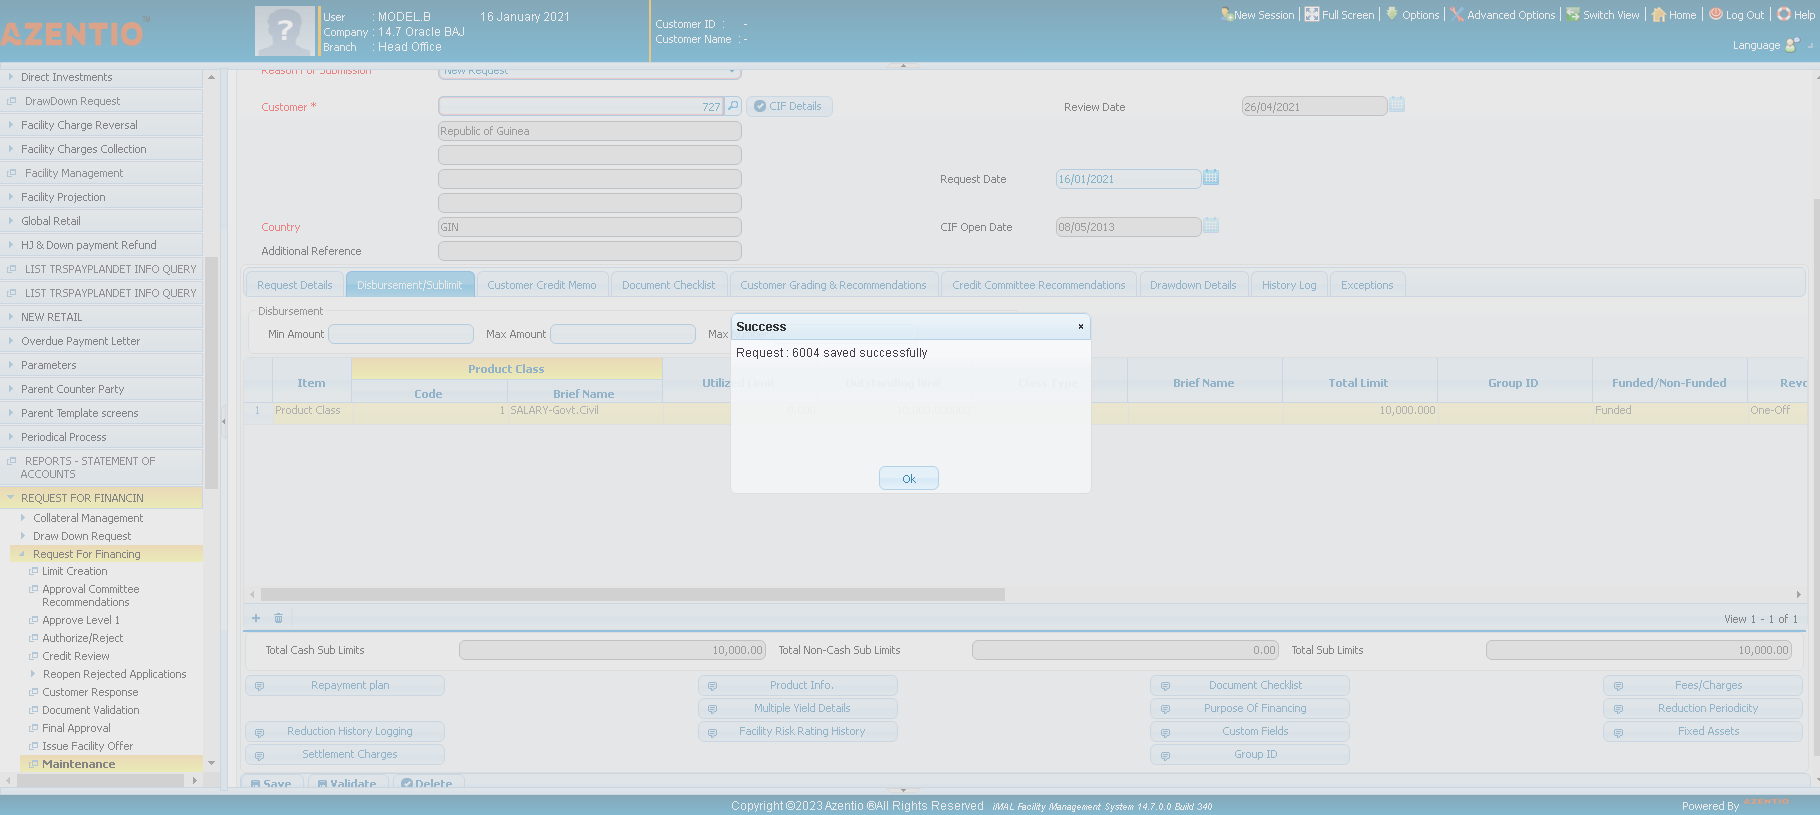 AZENTIO™
User : MODEL.B 16 January 2021
Company : 14.7 Oracle BAJ
Branch : Head Office
Customer ID : -
Customer Name : -
New Session Full Screen Options Advanced Options Switch View Home Log Out Help
Language
Direct Investments
DrawDown Request
Facility Charge Reversal
Facility Charges Collection
Facility Management
Facility Projection
Global Retail
HJ & Down payment Refund
LIST TRSPAYPLANDET INFO QUERY
LIST TRSPAYPLANDET INFO QUERY
NEW RETAIL
Overdue Payment Letter
Parameters
Parent Counter Party
Parent Template screens
Periodical Process
REPORTS - STATEMENT OF
ACCOUNTS
REQUEST FOR FINANCIN
Collateral Management
Draw Down Request
Request For Financing
Limit Creation
Approval Committee
Recommendations
Approve Level 1
Authorize/Reject
Credit Review
Reopen Rejected Applications
Customer Response
Document Validation
Final Approval
Issue Facility Offer
Maintenance
Reason For Submission New Request
Customer * 727 CIF Details Review Date 26/04/2021
Republic of Guinea
Request Date 16/01/2021
Country GIN CIF Open Date 08/05/2013
Additional Reference
Request Details Disbursement/Sublimit Customer Credit Memo Document Checklist Customer Grading & Recommendations Credit Committee Recommendations Drawdown Details History Log Exceptions
Disbursement
Min Amount Max Amount Max
Success ×
Request : 6004 saved successfully
Ok
Item Product Class Brief Name Total Limit Group ID Funded/Non-Funded Revo
Code Brief Name
1 Product Class 1 SALARY-Govt.Civil 10,000.000 Funded One-Off
View 1 - 1 of 1
Total Cash Sub Limits 10,000.00 Total Non-Cash Sub Limits 0.00 Total Sub Limits 10,000.00
Repayment plan Product Info. Document Checklist Fees/Charges
Multiple Yield Details Purpose Of Financing Reduction Periodicity
Reduction History Logging Facility Risk Rating History Custom Fields Fixed Assets
Settlement Charges Group ID
Save Validate Delete
Copyright ©2023 Azentio ®All Rights Reserved iMAL Facility Management System 14.7.0.0 Build 340
Powered By AZENTIO